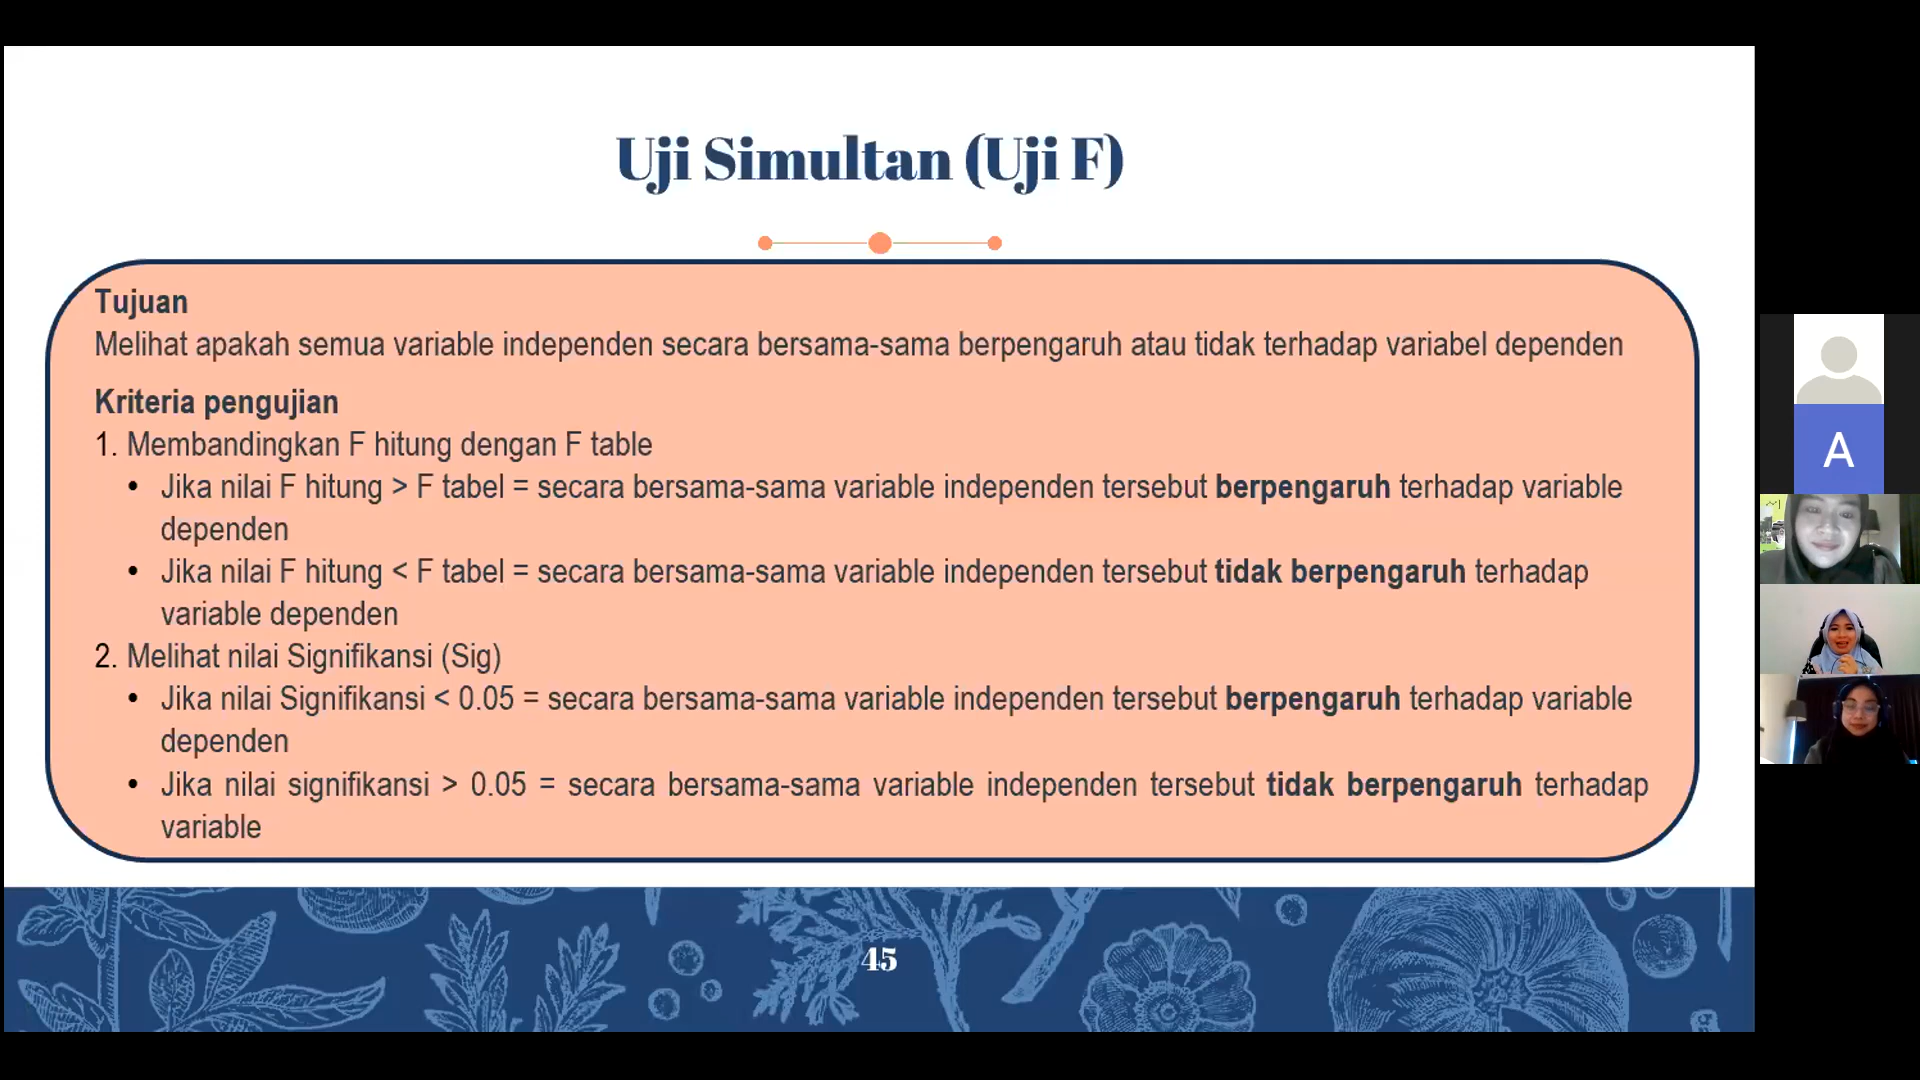 Uji Simultan (Uji F)
Tujuan
Melihat apakah semua variable independen secara bersama-sama berpengaruh atau tidak terhadap variabel dependen
Kriteria pengujian
1. Membandingkan F hitung dengan F table
• Jika nilai F hitung > F tabel = secara bersama-sama variable independen tersebut berpengaruh terhadap variable
dependen
• Jika nilai F hitung < F tabel = secara bersama-sama variable independen tersebut tidak berpengaruh terhadap
variable dependen
2. Melihat nilai Signifikansi (Sig)
• Jika nilai Signifikansi < 0.05 = secara bersama-sama variable independen tersebut berpengaruh terhadap variable
dependen
• Jika nilai signifikansi > 0.05 = secara bersama-sama variable independen tersebut tidak berpengaruh terhadap
variable
45
A